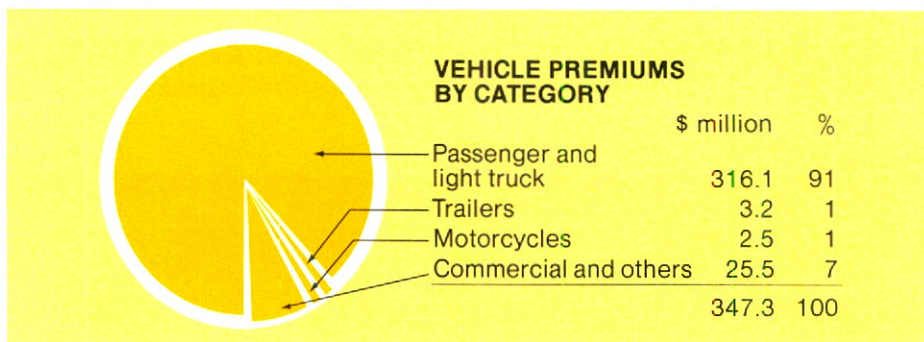 VEHICLE PREMIUMS
BY CATEGORY
$ million %
Passenger and
light truck 316.1 91
Trailers 3.2 1
Motorcycles 2.5 1
Commercial and others 25.5 7
347.3 100